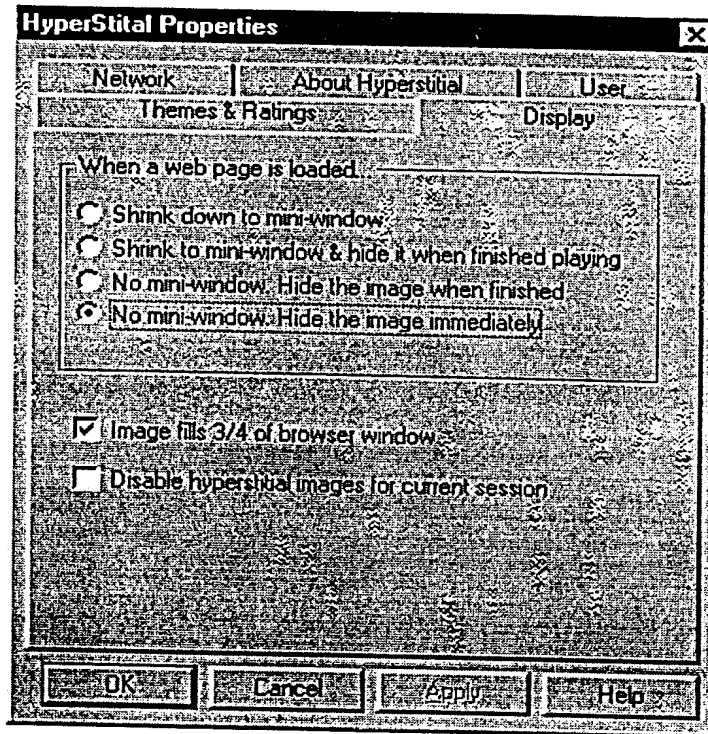 HyperStital Properties
Network About Hyperstitial User
Themes & Ratings Display
When a web page is loaded...
Shrink down to mini-window
Shrink to mini-window & hide it when finished playing
No mini-window. Hide the image when finished
No mini-window. Hide the image immediately
Image fills 3/4 of browser window
Disable hyperstitial images for current session
OK Cancel Apply Help